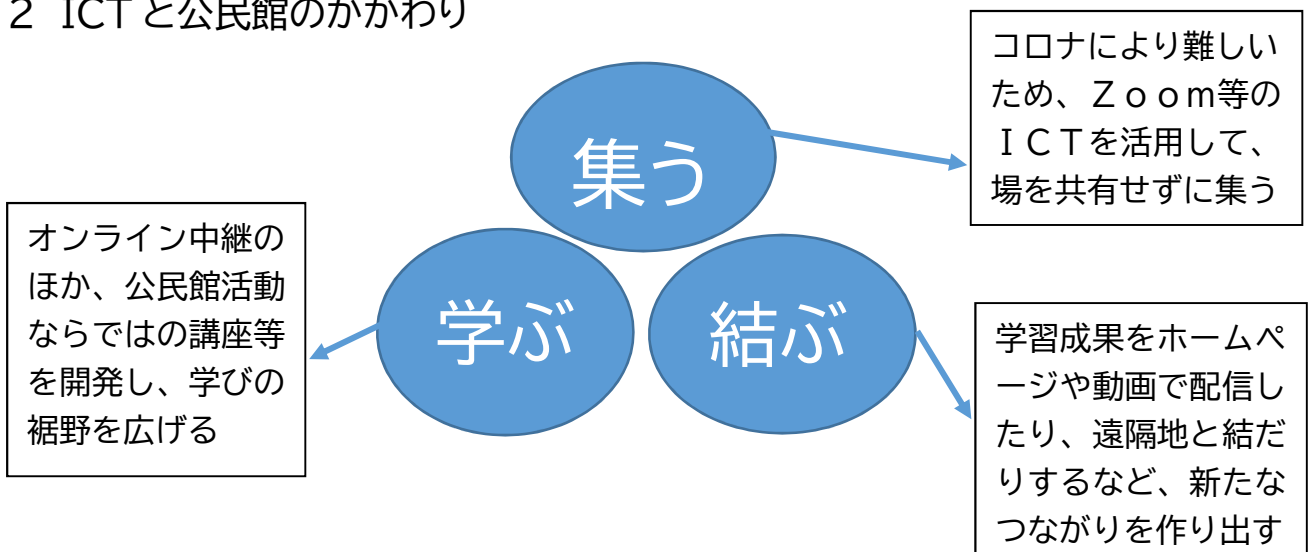 2 ICTと公民館のかかわり
コロナにより難しい
ため、Ｚｏｏｍ等の
ＩＣＴを活用して、
場を共有せずに集う
集う
オンライン中継の
ほか、公民館活動
ならではの講座等
を開発し、学びの
裾野を広げる
学ぶ
結ぶ
学習成果をホームペ
ージや動画で配信し
たり、遠隔地と結だ
りするなど、新たな
つながりを作り出す